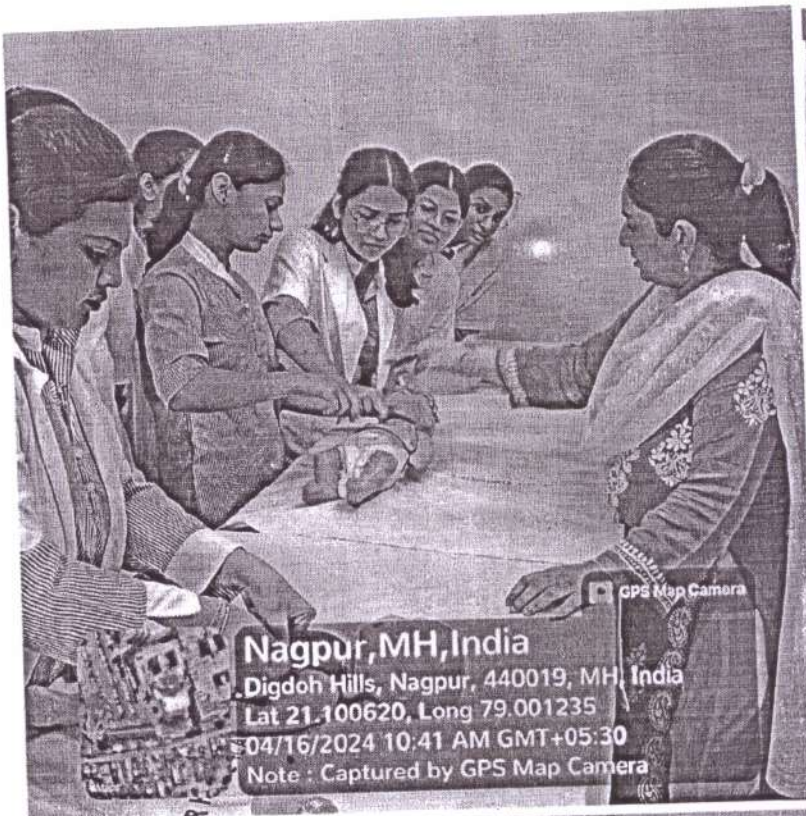 GPS Map Camera
Nagpur,MH,India
Digdoh Hills, Nagpur, 440019, MH, India
Lat 21.100620, Long 79.001235
04/16/2024 10:41 AM GMT+05:30
Note : Captured by GPS Map Camera